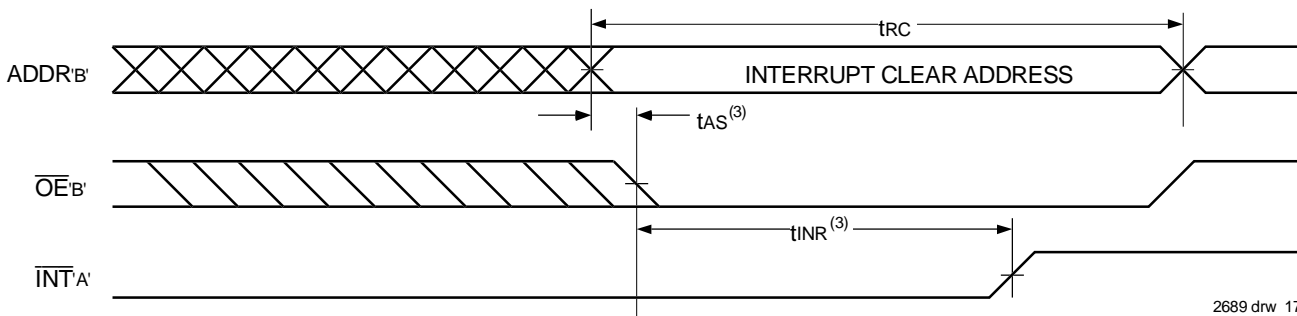 tRC
ADDR'B'
INTERRUPT CLEAR ADDRESS
tAS(3)
OE'B'
tINR(3)
INT'A'
2689 drw 17